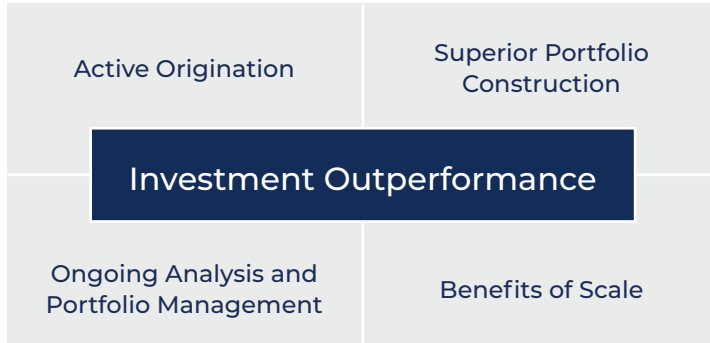 Active Origination
Superior Portfolio
Construction
Investment Outperformance
Ongoing Analysis and
Portfolio Management
Benefits of Scale